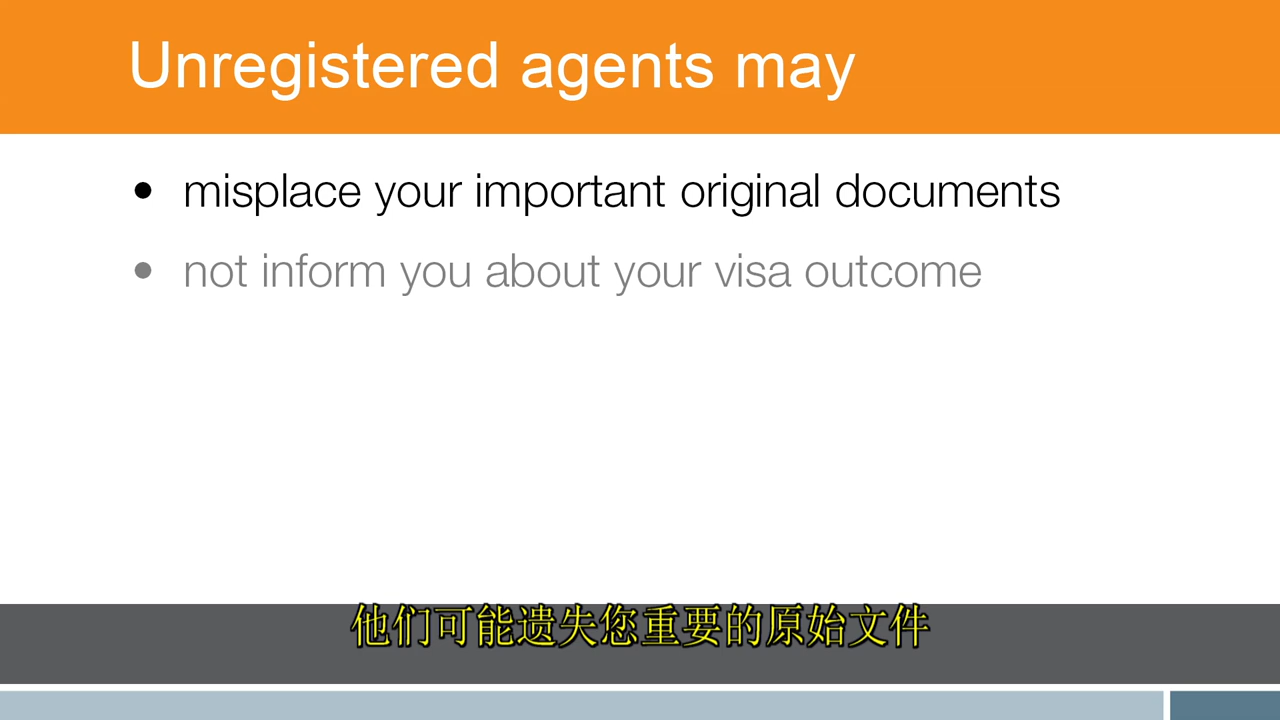 Unregistered agents may
• misplace your important original documents
• not inform you about your visa outcome
他们可能遗失您重要的原始文件